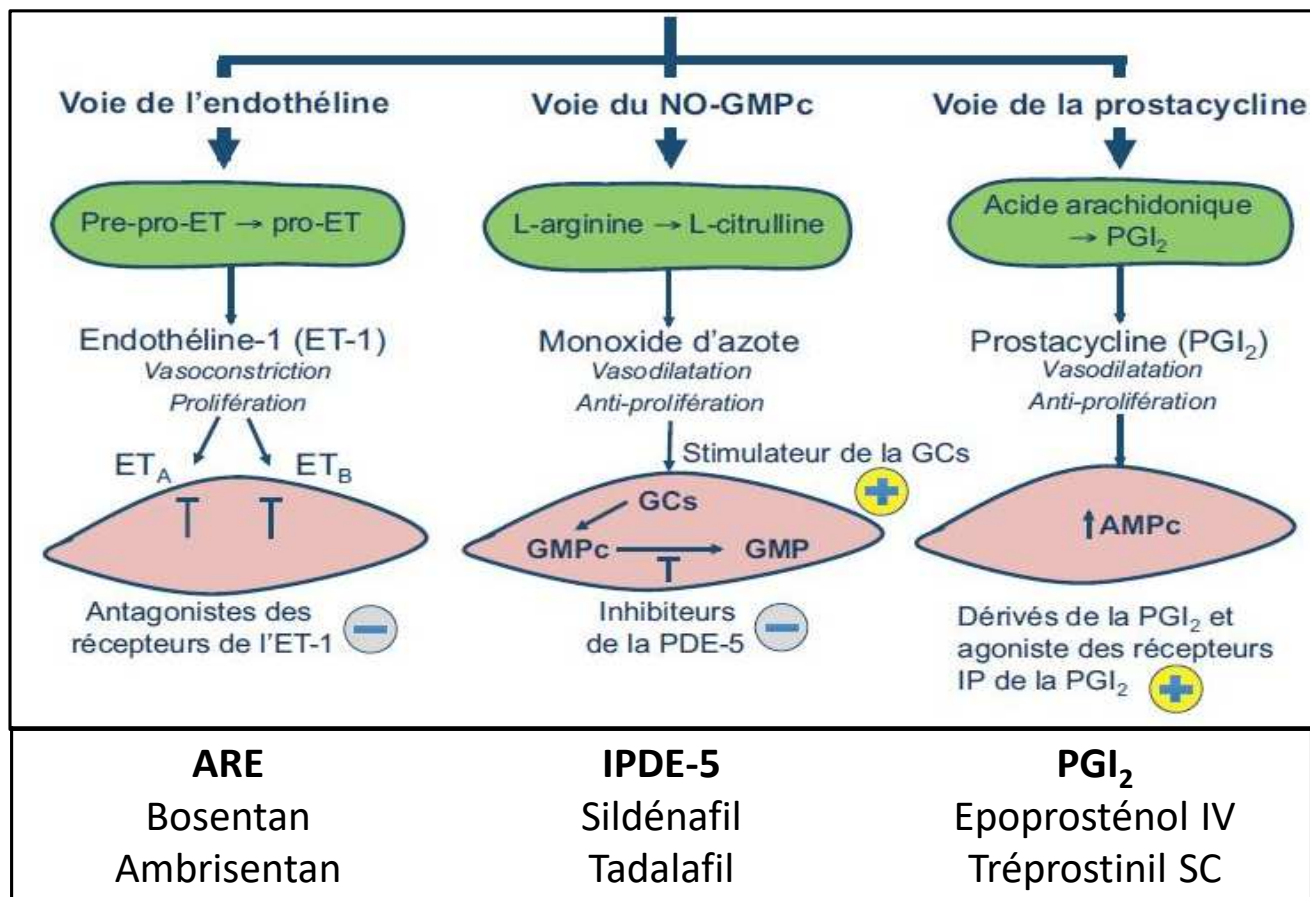 Voie de l'endothéline
Pre-pro-ET → pro-ET
Endothéline-1 (ET-1)
Vasoconstriction
Prolifération
ET_A ET_B
Antagonistes des
récepteurs de l'ET-1
Voie du NO-GMPc
L-arginine → L-citrulline
Monoxide d'azote
Vasodilatation
Anti-prolifération
Stimulateur de la GCs
GCs
GMPc GMP
Inhibiteurs
de la PDE-5
Voie de la prostacycline
Acide arachidonique
→ PGI₂
Prostacycline (PGI₂)
Vasodilatation
Anti-prolifération
AMPc
Dérivés de la PGI₂ et
agoniste des récepteurs
IP de la PGI₂
ARE
Bosentan
Ambrisentan
IPDE-5
Sildénafil
Tadalafil
PGI₂
Epoprosténol IV
Tréprostinil SC